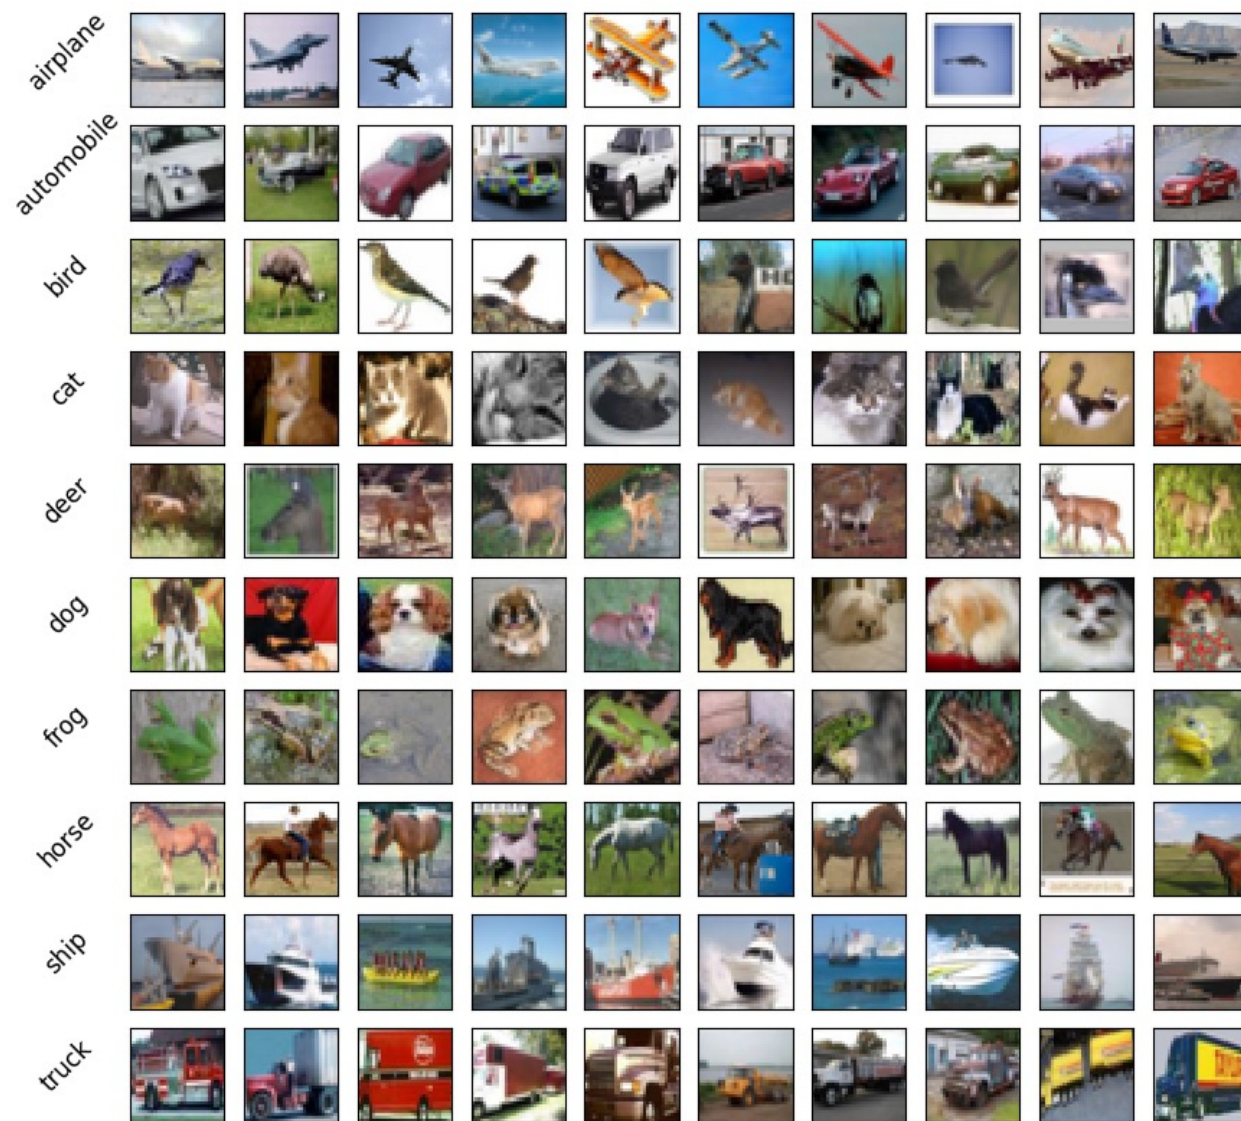 airplane
automobile
bird
cat
deer
dog
frog
horse
ship
truck